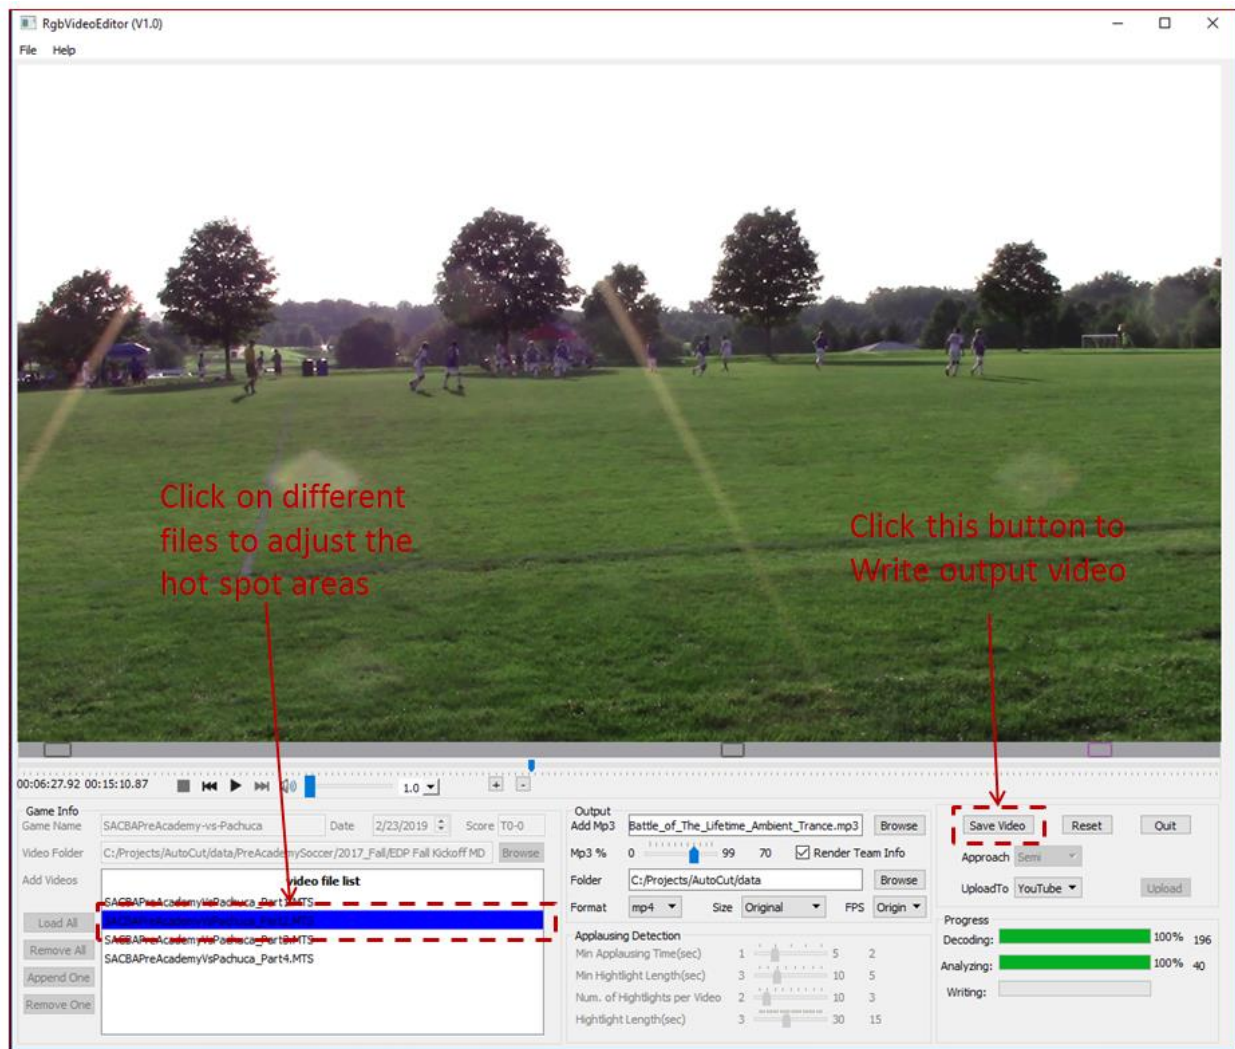 RgbVideoEditor (V1.0)
File Help
Click on different
files to adjust the
hot spot areas
Click this button to
Write output video
00:06:27.92 00:15:10.87 1.0 + -
Game Info
Game Name SACBAPreAcademy-vs-Pachuca Date 2/23/2019 Score T0-0
Video Folder C:/Projects/AutoCut/data/PreAcademySoccer/2017_Fall/EDP Fall Kickoff MD Browse
Add Videos video file list
SACBAPreAcademyVsPachuca_Part1.MTS
Load All SACBAPreAcademyVsPachuca_Part2.MTS
SACBAPreAcademyVsPachuca_Part3.MTS
Remove All SACBAPreAcademyVsPachuca_Part4.MTS
Append One
Remove One
Output
Add Mp3 Battle_of_The_Lifetime_Ambient_Trance.mp3 Browse
Mp3 % 0 99 70 Render Team Info
Folder C:/Projects/AutoCut/data Browse
Format mp4 Size Original FPS Origin
Applausing Detection
Min Applausing Time(sec) 1 5 2
Min Hightlight Length(sec) 3 10 5
Num. of Hightlights per Video 2 10 3
Hightlight Length(sec) 3 30 15
Save Video Reset Quit
Approach Semi
UploadTo YouTube Upload
Progress
Decoding: 100% 196
Analyzing: 100% 40
Writing: